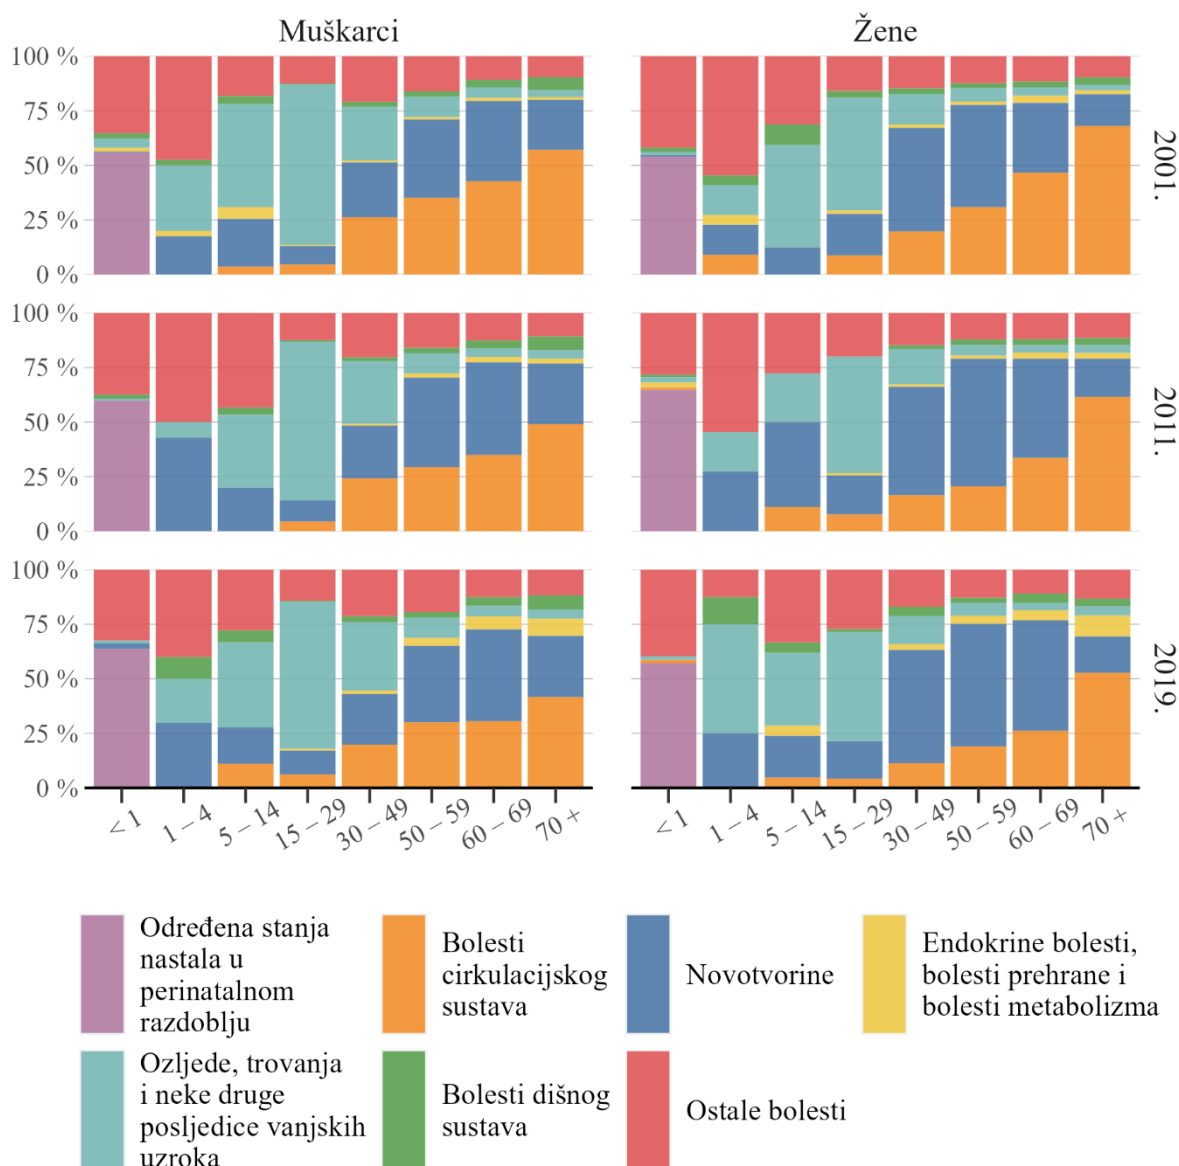 Muškarci
Žene
100 %
75 %
50 %
25 %
0 %
2001.
100 %
75 %
50 %
25 %
0 %
2011.
100 %
75 %
50 %
25 %
0 %
2019.
< 1
1 – 4
5 – 14
15 – 29
30 – 49
50 – 59
60 – 69
70 +
< 1
1 – 4
5 – 14
15 – 29
30 – 49
50 – 59
60 – 69
70 +
Određena stanja
nastala u
perinatalnom
razdoblju
Bolesti
cirkulacijskog
sustava
Novotvorine
Endokrine bolesti,
bolesti prehrane i
bolesti metabolizma
Ozljede, trovanja
i neke druge
posljedice vanjskih
uzroka
Bolesti dišnog
sustava
Ostale bolesti